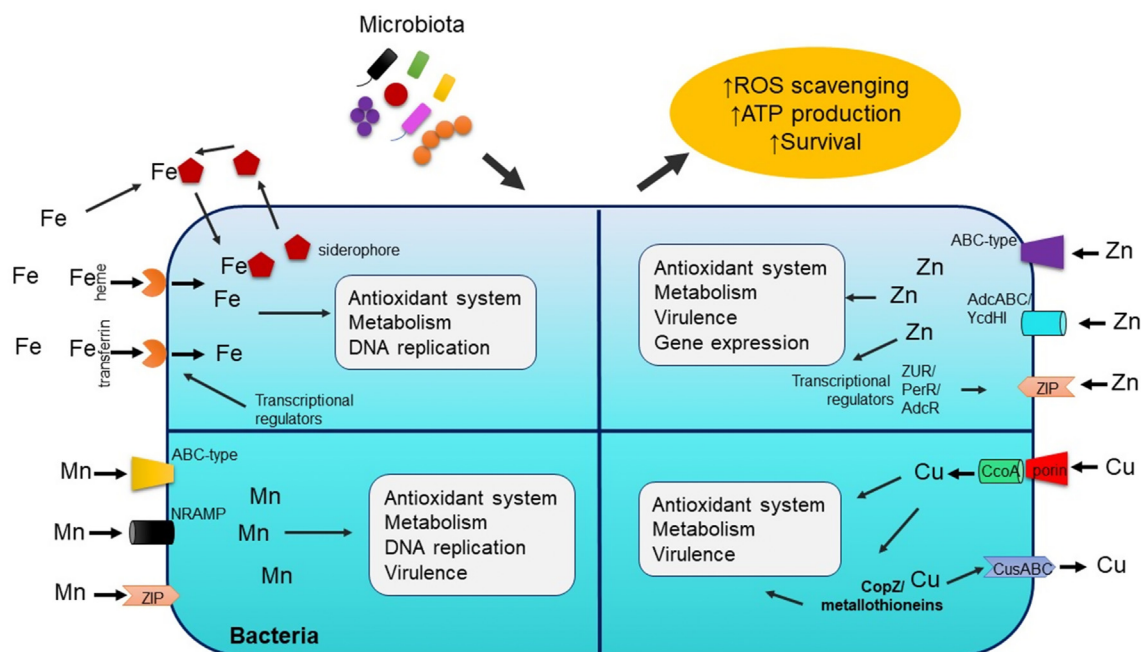 Microbiota
↑ROS scavenging
↑ATP production
↑Survival
Fe
Fe
siderophore
Fe
Fe
Fe
heme
Fe
Antioxidant system
Metabolism
DNA replication
Fe
Fe
transferrin
Fe
Transcriptional
regulators
ABC-type
Zn
Antioxidant system
Metabolism
Virulence
Gene expression
Zn
Zn
Zn
AdcABC/
YcdHI
Zn
Transcriptional
regulators
ZUR/
PerR/
AdcR
ZIP
Zn
Mn
ABC-type
Mn
NRAMP
Mn
Mn
Mn
Mn
ZIP
Antioxidant system
Metabolism
DNA replication
Virulence
Bacteria
Cu
CcoA
porin
Cu
Antioxidant system
Metabolism
Virulence
CopZ/
metallothioneins
Cu
CusABC
Cu